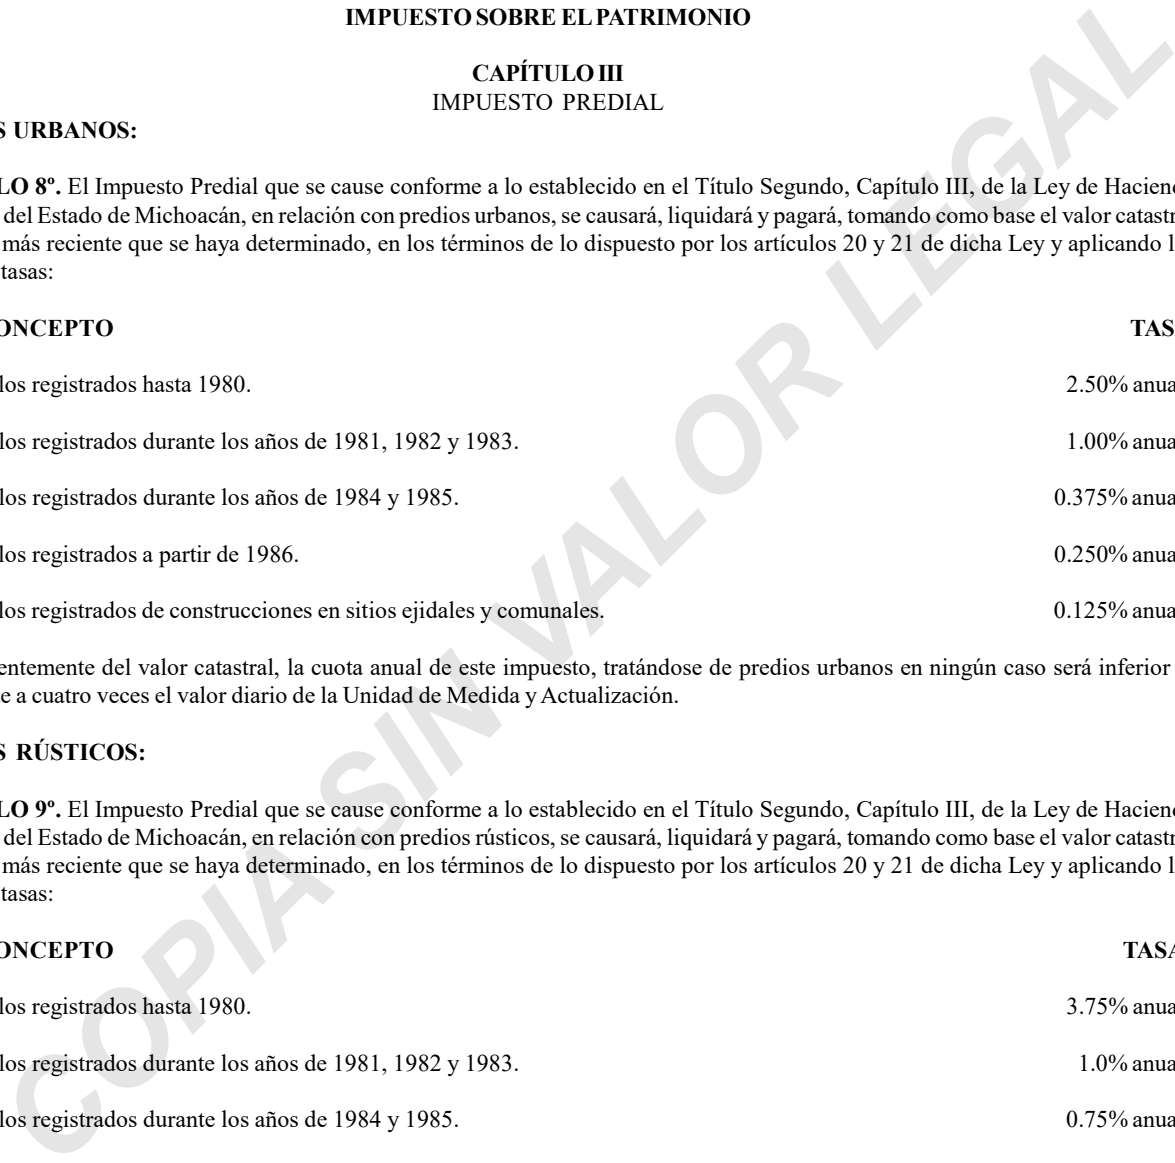 IMPUESTO SOBRE EL PATRIMONIO
CAPÍTULO III
IMPUESTO PREDIAL
S URBANOS:
LO 8º. El Impuesto Predial que se cause conforme a lo establecido en el Título Segundo, Capítulo III, de la Ley de Haciend
del Estado de Michoacán, en relación con predios urbanos, se causará, liquidará y pagará, tomando como base el valor catastr
más reciente que se haya determinado, en los términos de lo dispuesto por los artículos 20 y 21 de dicha Ley y aplicando l
tasas:
ONCEPTO TAS
los registrados hasta 1980. 2.50% anua
los registrados durante los años de 1981, 1982 y 1983. 1.00% anua
los registrados durante los años de 1984 y 1985. 0.375% anua
los registrados a partir de 1986. 0.250% anua
los registrados de construcciones en sitios ejidales y comunales. 0.125% anua
entemente del valor catastral, la cuota anual de este impuesto, tratándose de predios urbanos en ningún caso será inferior
e a cuatro veces el valor diario de la Unidad de Medida y Actualización.
S RÚSTICOS:
LO 9º. El Impuesto Predial que se cause conforme a lo establecido en el Título Segundo, Capítulo III, de la Ley de Haciend
del Estado de Michoacán, en relación con predios rústicos, se causará, liquidará y pagará, tomando como base el valor catastr
más reciente que se haya determinado, en los términos de lo dispuesto por los artículos 20 y 21 de dicha Ley y aplicando l
tasas:
ONCEPTO TASA
los registrados hasta 1980. 3.75% anua
los registrados durante los años de 1981, 1982 y 1983. 1.0% anua
los registrados durante los años de 1984 y 1985. 0.75% anua
COPIA SIN VALOR LEGAL